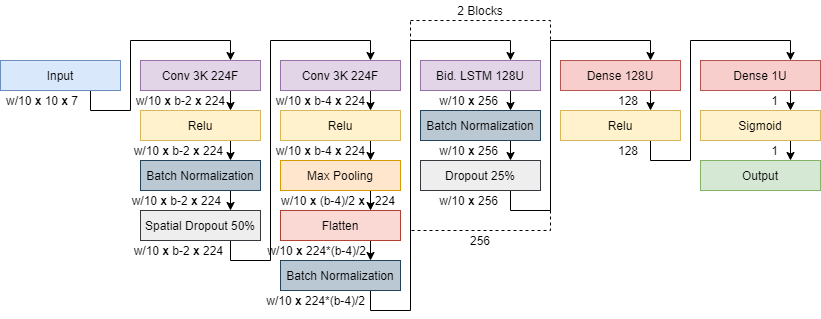 2 Blocks
Input
w/10 x 10 x 7
Conv 3K 224F
w/10 x b-2 x 224
Relu
w/10 x b-2 x 224
Batch Normalization
w/10 x b-2 x 224
Spatial Dropout 50%
w/10 x b-2 x 224
Conv 3K 224F
w/10 x b-4 x 224
Relu
w/10 x b-4 x 224
Max Pooling
w/10 x (b-4)/2 x 224
Flatten
w/10 x 224*(b-4)/2
Batch Normalization
w/10 x 224*(b-4)/2
Bid. LSTM 128U
w/10 x 256
Batch Normalization
w/10 x 256
Dropout 25%
w/10 x 256
256
Dense 128U
128
Relu
128
Dense 1U
1
Sigmoid
1
Output